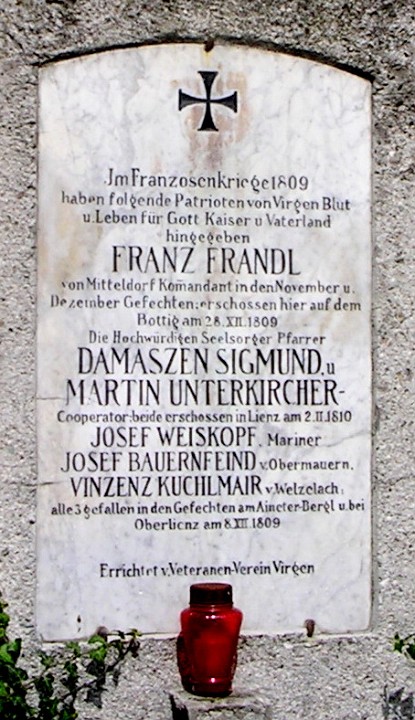 Jm Franzosenkriege 1809
haben folgende Patrioten von Virgen Blut
u. Leben für Gott Kaiser u Vaterland
hingegeben
FRANZ FRANDL
von Mitteldorf Komandant in den November u.
Dezember Gefechten: erschossen hier auf dem
Bottig am 28.XII.1809
Die Hochwürdigen Seelsorger Pfarrer
DAMASZEN SIGMUND, u
MARTIN UNTERKIRCHER-
Cooperator: beide erschossen in Lienz am 2.II.1810
JOSEF WEISKOPF. Mariner
JOSEF BAUERNFEIND v. Obermauern.
VINZENZ KUCHLMAIR v. Welzelach:
alle 3 gefallen in den Gefechten am Aineter-Bergl u. bei
Oberlienz am 8.XII.1809
Errichtet v. Veteranen-Verein Virgen